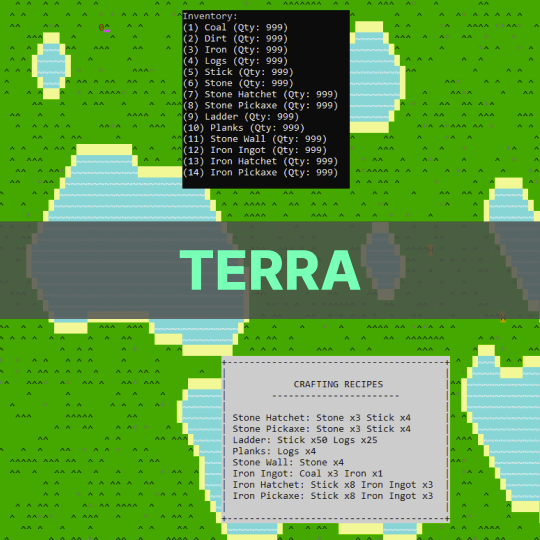 Inventory:
(1) Coal (Qty: 999)
(2) Dirt (Qty: 999)
(3) Iron (Qty: 999)
(4) Logs (Qty: 999)
(5) Stick (Qty: 999)
(6) Stone (Qty: 999)
(7) Stone Hatchet (Qty: 999)
(8) Stone Pickaxe (Qty: 999)
(9) Ladder (Qty: 999)
(10) Planks (Qty: 999)
(11) Stone Wall (Qty: 999)
(12) Iron Ingot (Qty: 999)
(13) Iron Hatchet (Qty: 999)
(14) Iron Pickaxe (Qty: 999)
TERRA
CRAFTING RECIPES
-----------------------
Stone Hatchet: Stone x3 Stick x4
Stone Pickaxe: Stone x3 Stick x4
Ladder: Stick x50 Logs x25
Planks: Logs x4
Stone Wall: Stone x4
Iron Ingot: Coal x3 Iron x1
Iron Hatchet: Stick x8 Iron Ingot x3
Iron Pickaxe: Stick x8 Iron Ingot x3